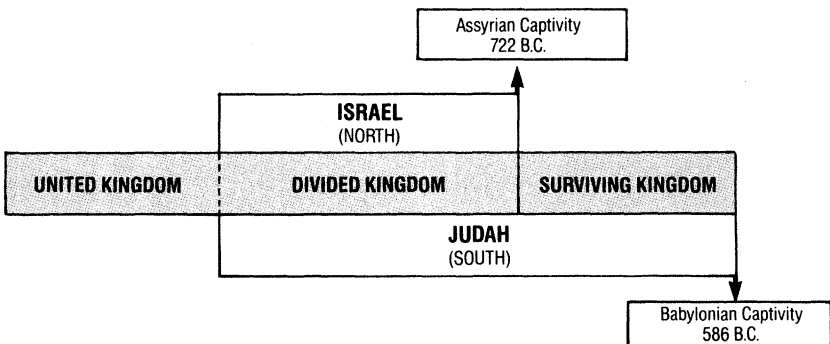 Assyrian Captivity
722 B.C.
ISRAEL
(NORTH)
UNITED KINGDOM
DIVIDED KINGDOM
SURVIVING KINGDOM
JUDAH
(SOUTH)
Babylonian Captivity
586 B.C.